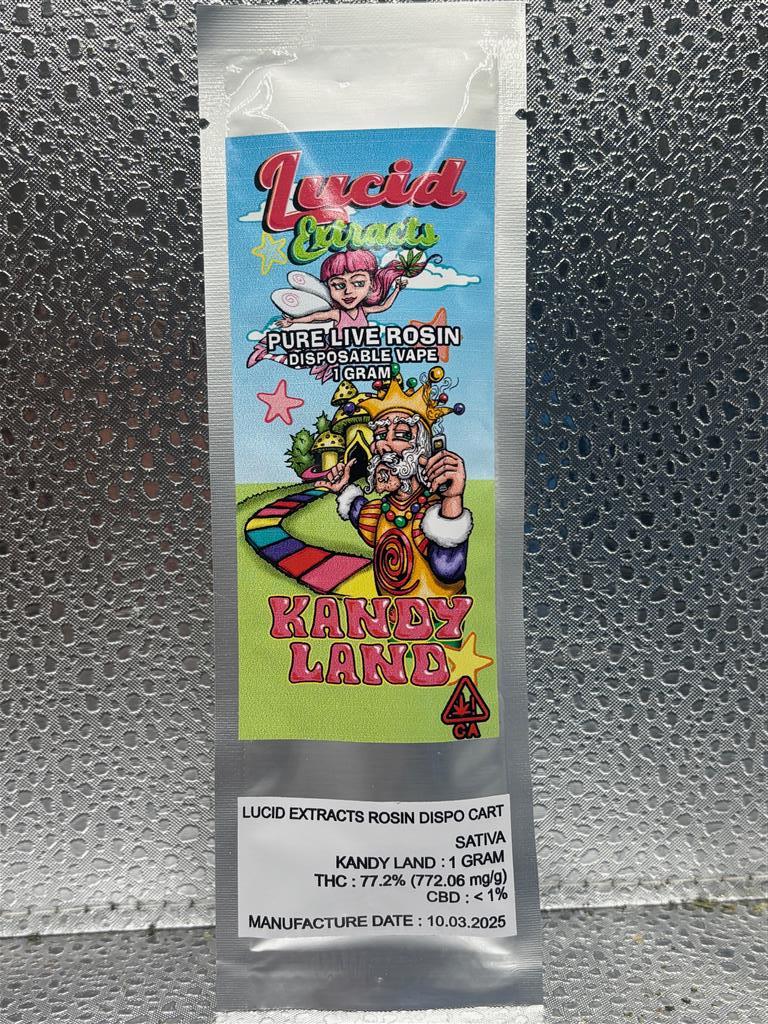 Lucid
Extracts
PURE LIVE ROSIN
DISPOSABLE VAPE
1 GRAM
KANDY
LAND
CA
LUCID EXTRACTS ROSIN DISPO CART
SATIVA
KANDY LAND : 1 GRAM
THC : 77.2% (772.06 mg/g)
CBD : < 1%
MANUFACTURE DATE : 10.03.2025